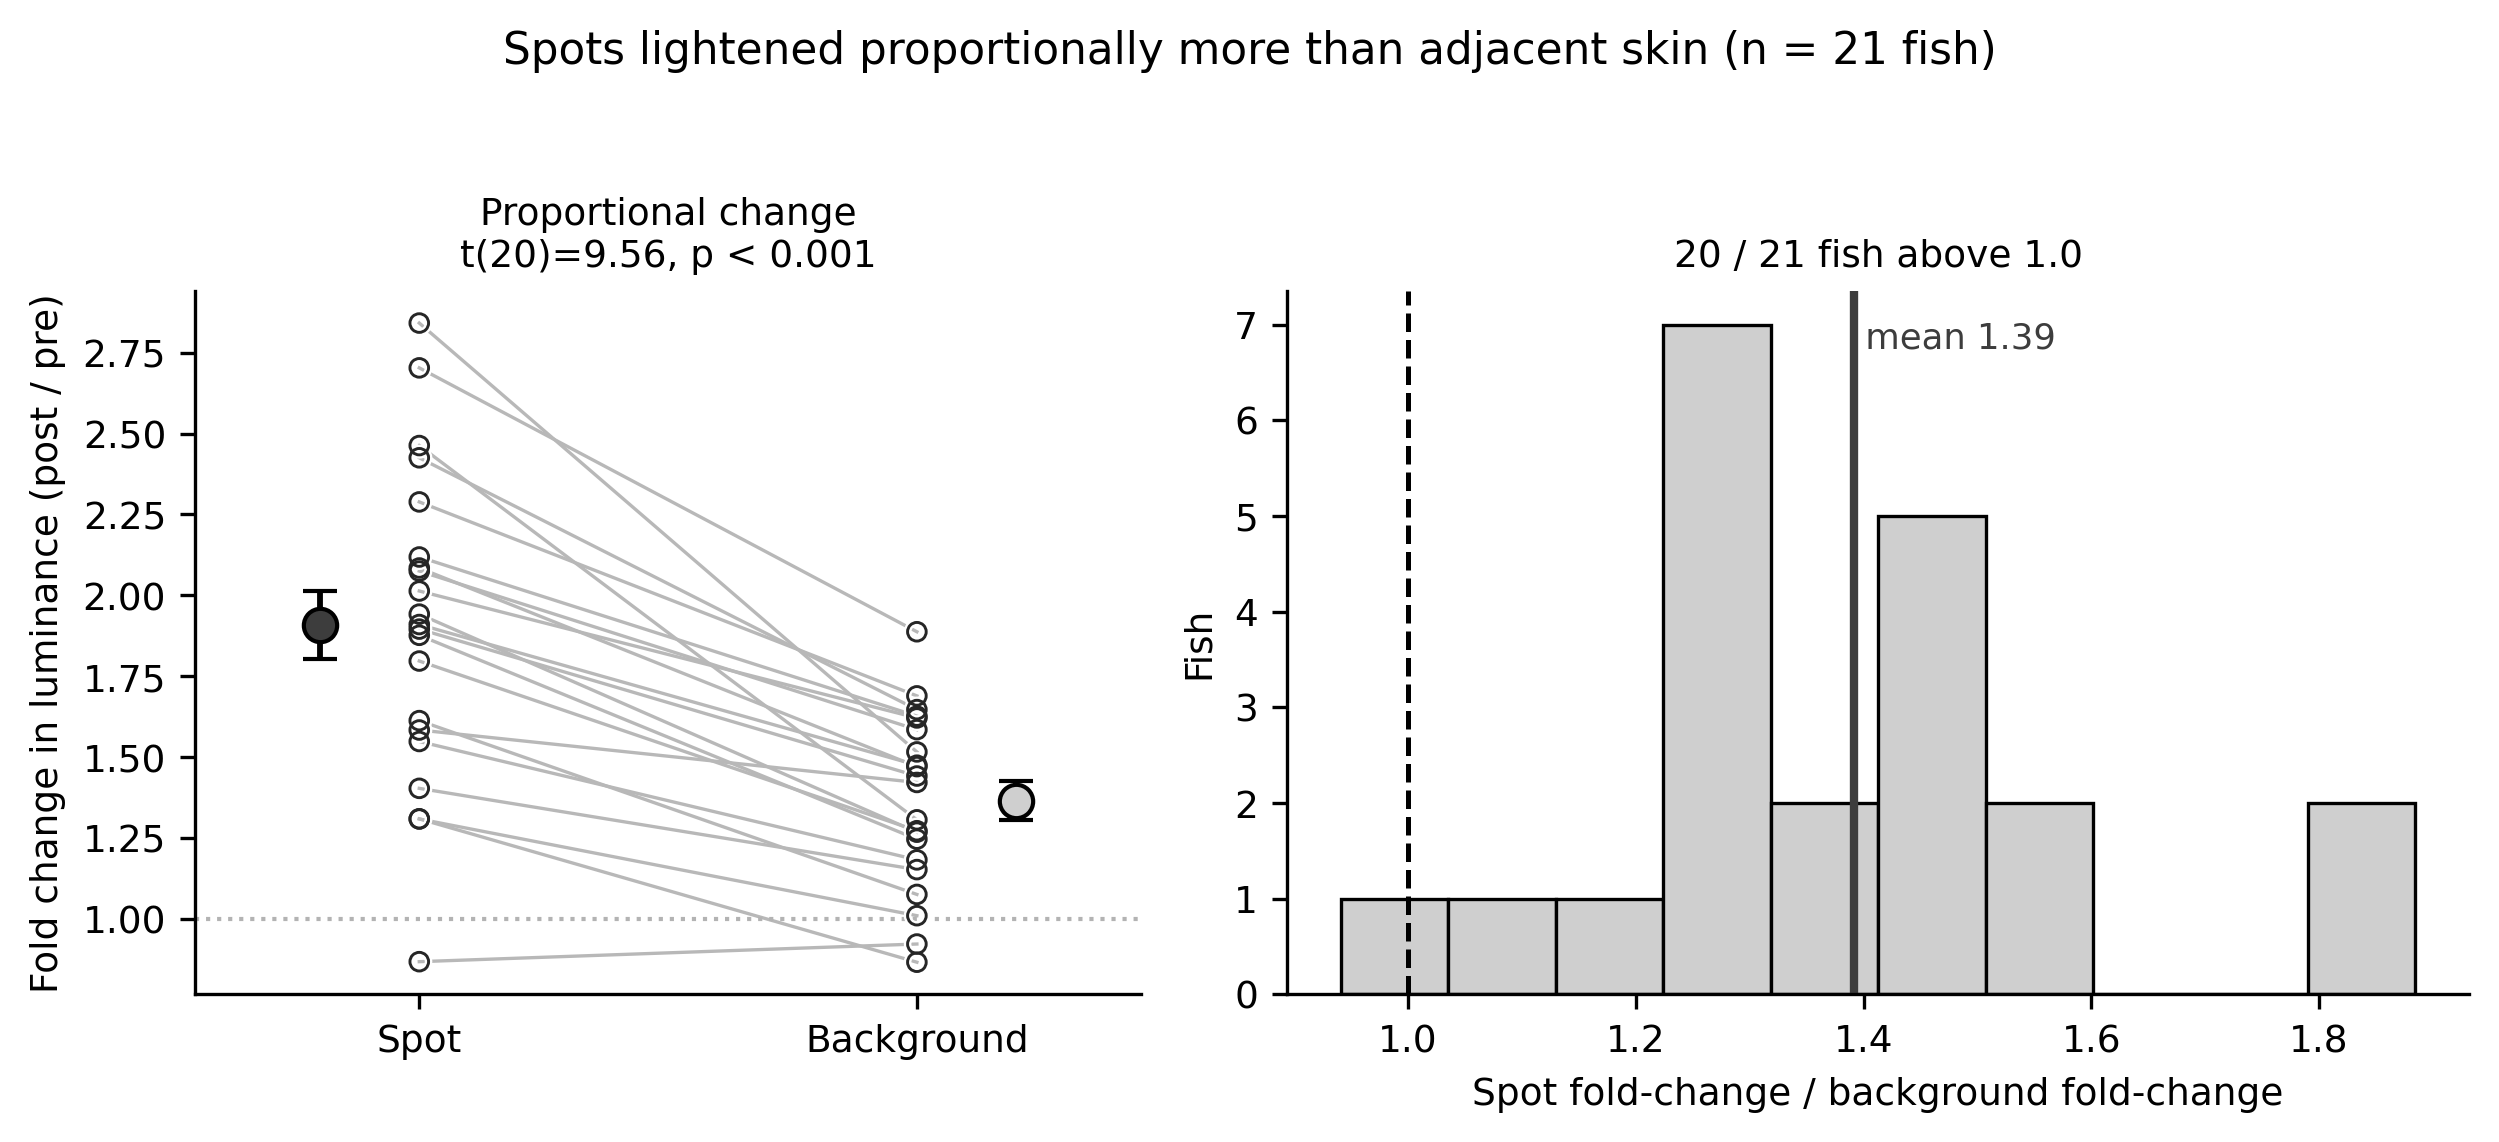 Spots lightened proportionally more than adjacent skin (n = 21 fish)
Proportional change
t(20)=9.56, p < 0.001
Fold change in luminance (post / pre)
2.75
2.50
2.25
2.00
1.75
1.50
1.25
1.00
Spot
Background
20 / 21 fish above 1.0
mean 1.39
Fish
7
6
5
4
3
2
1
0
1.0
1.2
1.4
1.6
1.8
Spot fold-change / background fold-change